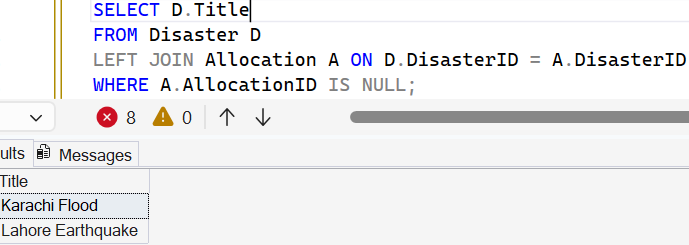 SELECT D.Title
FROM Disaster D
LEFT JOIN Allocation A ON D.DisasterID = A.DisasterID
WHERE A.AllocationID IS NULL;
8 0
ults Messages
Title
Karachi Flood
Lahore Earthquake